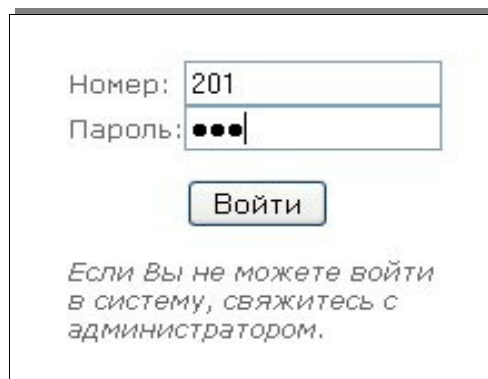 Номер: 201
Пароль: •••
Войти
Если Вы не можете войти
в систему, свяжитесь с
администратором.